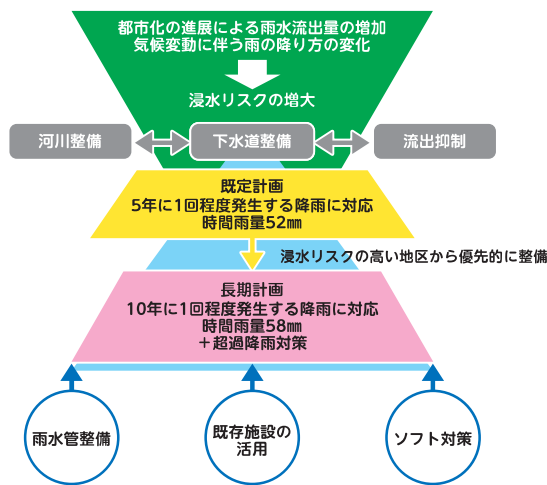 都市化の進展による雨水流出量の増加
気候変動に伴う雨の降り方の変化
浸水リスクの増大
河川整備
下水道整備
流出抑制
既定計画
5年に1回程度発生する降雨に対応
時間雨量52㎜
浸水リスクの高い地区から優先的に整備
長期計画
10年に1回程度発生する降雨に対応
時間雨量58㎜
＋超過降雨対策
雨水管整備
既存施設の
活用
ソフト対策